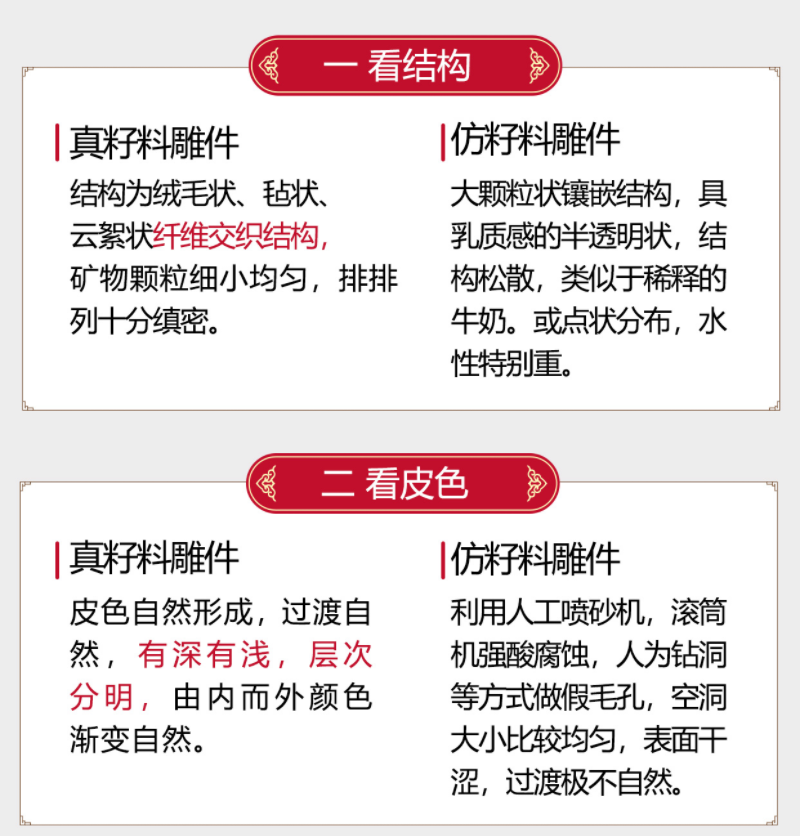 一 看结构
真籽料雕件
结构为绒毛状、毡状、
云絮状纤维交织结构，
矿物颗粒细小均匀，排排
列十分缜密。
仿籽料雕件
大颗粒状镶嵌结构，具
乳质感的半透明状，结
构松散，类似于稀释的
牛奶。或点状分布，水
性特别重。
二 看皮色
真籽料雕件
皮色自然形成，过渡自
然，有深有浅，层次
分明，由内而外颜色
渐变自然。
仿籽料雕件
利用人工喷砂机，滚筒
机强酸腐蚀，人为钻洞
等方式做假毛孔，空洞
大小比较均匀，表面干
涩，过渡极不自然。